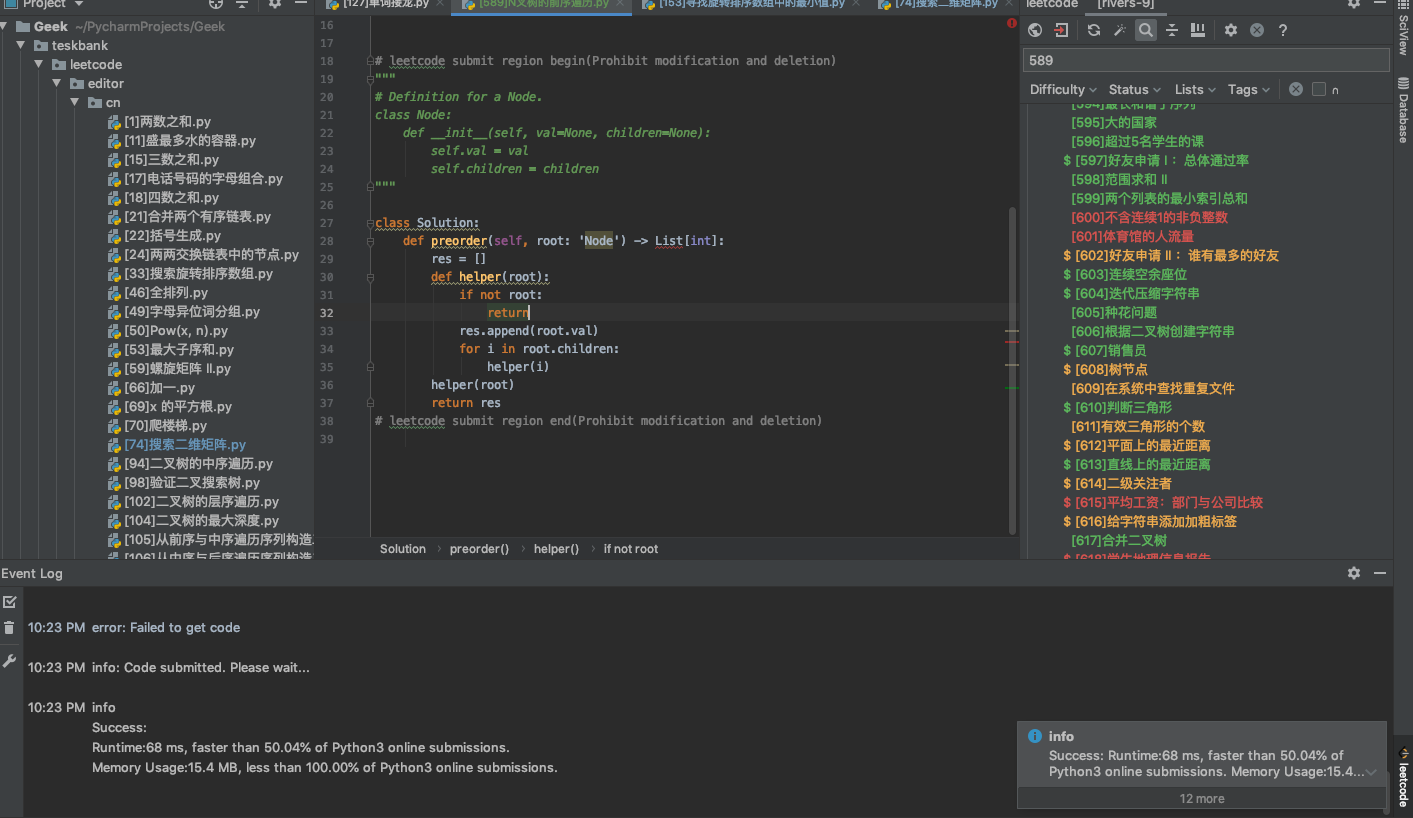 Project
[127]单词接龙.py
[589]N叉树的前序遍历.py
[153]寻找旋转排序数组中的最小值.py
[74]搜索二维矩阵.py
leetcode
[rivers-9]
Geek ~/PycharmProjects/Geek
teskbank
leetcode
editor
cn
[1]两数之和.py
[11]盛最多水的容器.py
[15]三数之和.py
[17]电话号码的字母组合.py
[18]四数之和.py
[21]合并两个有序链表.py
[22]括号生成.py
[24]两两交换链表中的节点.py
[33]搜索旋转排序数组.py
[46]全排列.py
[49]字母异位词分组.py
[50]Pow(x, n).py
[53]最大子序和.py
[59]螺旋矩阵 II.py
[66]加一.py
[69]x 的平方根.py
[70]爬楼梯.py
[74]搜索二维矩阵.py
[94]二叉树的中序遍历.py
[98]验证二叉搜索树.py
[102]二叉树的层序遍历.py
[104]二叉树的最大深度.py
[105]从前序与中序遍历序列构造
[106]从中序与后序遍历序列构造
16
17
18 # leetcode submit region begin(Prohibit modification and deletion)
19 """
20 # Definition for a Node.
21 class Node:
22 def __init__(self, val=None, children=None):
23 self.val = val
24 self.children = children
25 """
26
27 class Solution:
28 def preorder(self, root: 'Node') -> List[int]:
29 res = []
30 def helper(root):
31 if not root:
32 return
33 res.append(root.val)
34 for i in root.children:
35 helper(i)
36 helper(root)
37 return res
38 # leetcode submit region end(Prohibit modification and deletion)
39
Solution > preorder() > helper() > if not root
589
Difficulty Status Lists Tags
[594]最长和谐子序列
[595]大的国家
[596]超过5名学生的课
$ [597]好友申请 I ：总体通过率
[598]范围求和 II
[599]两个列表的最小索引总和
[600]不含连续1的非负整数
[601]体育馆的人流量
$ [602]好友申请 II ：谁有最多的好友
$ [603]连续空余座位
$ [604]迭代压缩字符串
[605]种花问题
[606]根据二叉树创建字符串
$ [607]销售员
$ [608]树节点
[609]在系统中查找重复文件
$ [610]判断三角形
[611]有效三角形的个数
$ [612]平面上的最近距离
$ [613]直线上的最近距离
$ [614]二级关注者
$ [615]平均工资：部门与公司比较
$ [616]给字符串添加加粗标签
[617]合并二叉树
$ [618]学生地理信息报告
SciView
Database
leetcode
Event Log
10:23 PM error: Failed to get code
10:23 PM info: Code submitted. Please wait...
10:23 PM info
Success:
Runtime:68 ms, faster than 50.04% of Python3 online submissions.
Memory Usage:15.4 MB, less than 100.00% of Python3 online submissions.
info
Success: Runtime:68 ms, faster than 50.04% of
Python3 online submissions. Memory Usage:15.4...
12 more